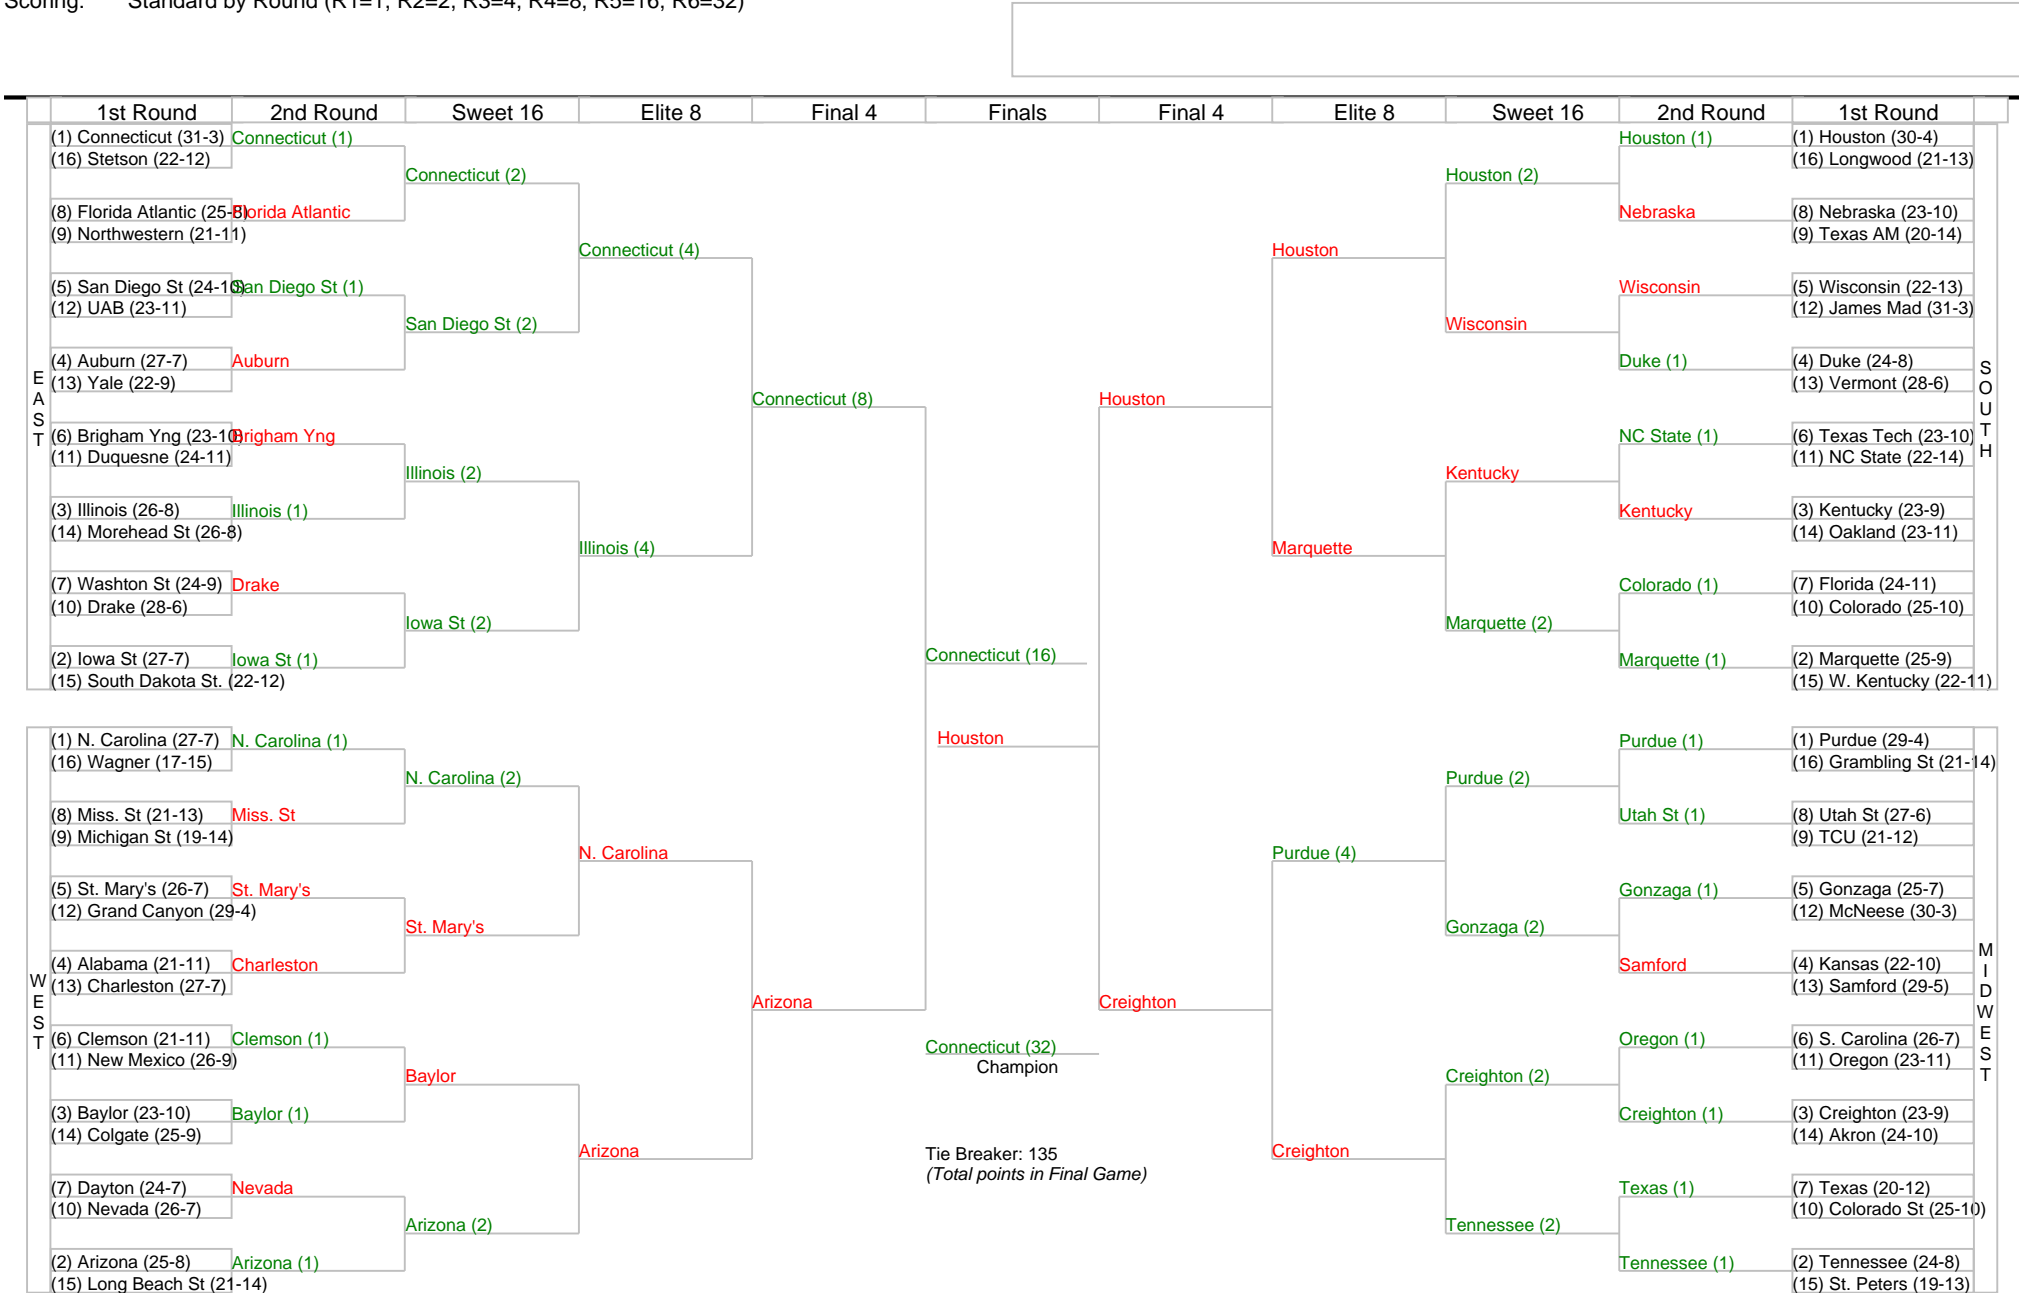 Scoring: Standard by Round (R1=1, R2=2, R3=4, R4=8, R5=16, R6=32)
1st Round 2nd Round Sweet 16 Elite 8 Final 4 Finals Final 4 Elite 8 Sweet 16 2nd Round 1st Round
EAST
(1) Connecticut (31-3)
(16) Stetson (22-12)
(8) Florida Atlantic (25-8)
(9) Northwestern (21-11)
(5) San Diego St (24-10)
(12) UAB (23-11)
(4) Auburn (27-7)
(13) Yale (22-9)
(6) Brigham Yng (23-10)
(11) Duquesne (24-11)
(3) Illinois (26-8)
(14) Morehead St (26-8)
(7) Washton St (24-9)
(10) Drake (28-6)
(2) Iowa St (27-7)
(15) South Dakota St. (22-12)
Connecticut (1)
Florida Atlantic
San Diego St (1)
Auburn
Brigham Yng
Illinois (1)
Drake
Iowa St (1)
Connecticut (2)
San Diego St (2)
Illinois (2)
Iowa St (2)
Connecticut (4)
Illinois (4)
Connecticut (8)
WEST
(1) N. Carolina (27-7)
(16) Wagner (17-15)
(8) Miss. St (21-13)
(9) Michigan St (19-14)
(5) St. Mary's (26-7)
(12) Grand Canyon (29-4)
(4) Alabama (21-11)
(13) Charleston (27-7)
(6) Clemson (21-11)
(11) New Mexico (26-9)
(3) Baylor (23-10)
(14) Colgate (25-9)
(7) Dayton (24-7)
(10) Nevada (26-7)
(2) Arizona (25-8)
(15) Long Beach St (21-14)
N. Carolina (1)
Miss. St
St. Mary's
Charleston
Clemson (1)
Baylor (1)
Nevada
Arizona (1)
N. Carolina (2)
St. Mary's
Baylor
Arizona (2)
N. Carolina
Arizona
Arizona
Connecticut (16)
Houston
Connecticut (32)
Champion
Tie Breaker: 135
(Total points in Final Game)
Houston
Houston
Marquette
Houston (2)
Wisconsin
Kentucky
Marquette (2)
Houston (1)
Nebraska
Wisconsin
Duke (1)
NC State (1)
Kentucky
Colorado (1)
Marquette (1)
(1) Houston (30-4)
(16) Longwood (21-13)
(8) Nebraska (23-10)
(9) Texas AM (20-14)
(5) Wisconsin (22-13)
(12) James Mad (31-3)
(4) Duke (24-8)
(13) Vermont (28-6)
(6) Texas Tech (23-10)
(11) NC State (22-14)
(3) Kentucky (23-9)
(14) Oakland (23-11)
(7) Florida (24-11)
(10) Colorado (25-10)
(2) Marquette (25-9)
(15) W. Kentucky (22-11)
SOUTH
Creighton
Purdue (4)
Creighton
Purdue (2)
Gonzaga (2)
Creighton (2)
Tennessee (2)
Purdue (1)
Utah St (1)
Gonzaga (1)
Samford
Oregon (1)
Creighton (1)
Texas (1)
Tennessee (1)
(1) Purdue (29-4)
(16) Grambling St (21-14)
(8) Utah St (27-6)
(9) TCU (21-12)
(5) Gonzaga (25-7)
(12) McNeese (30-3)
(4) Kansas (22-10)
(13) Samford (29-5)
(6) S. Carolina (26-7)
(11) Oregon (23-11)
(3) Creighton (23-9)
(14) Akron (24-10)
(7) Texas (20-12)
(10) Colorado St (25-10)
(2) Tennessee (24-8)
(15) St. Peters (19-13)
MIDWEST